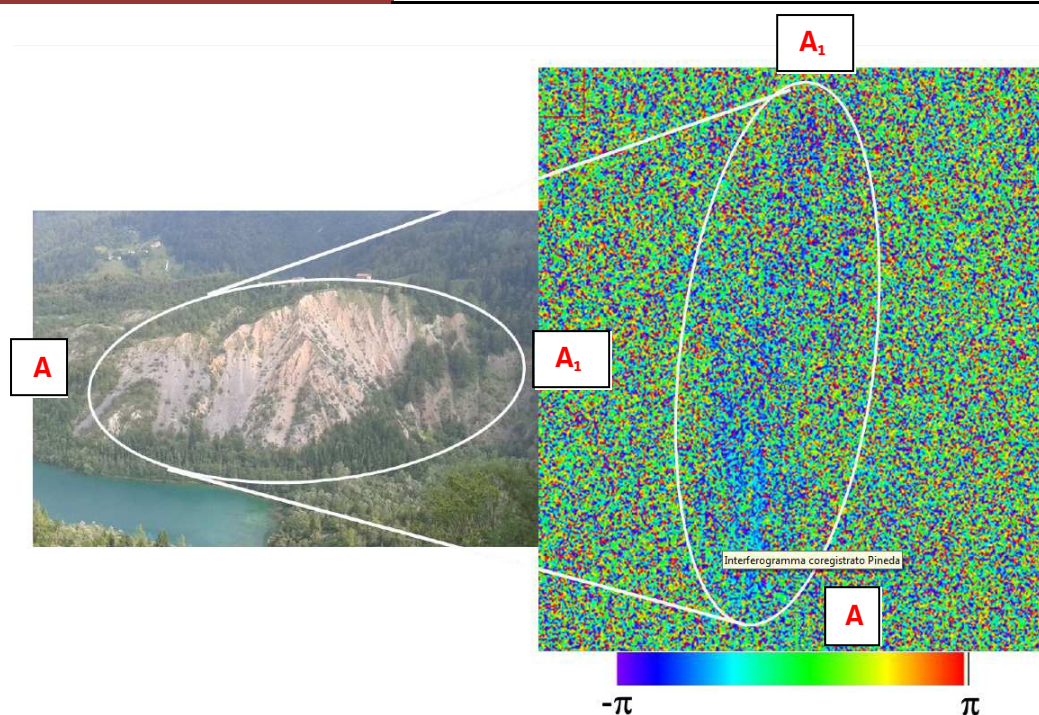 A₁
A
A₁
Interferogramma coregistrato Pineda
A
-π
π